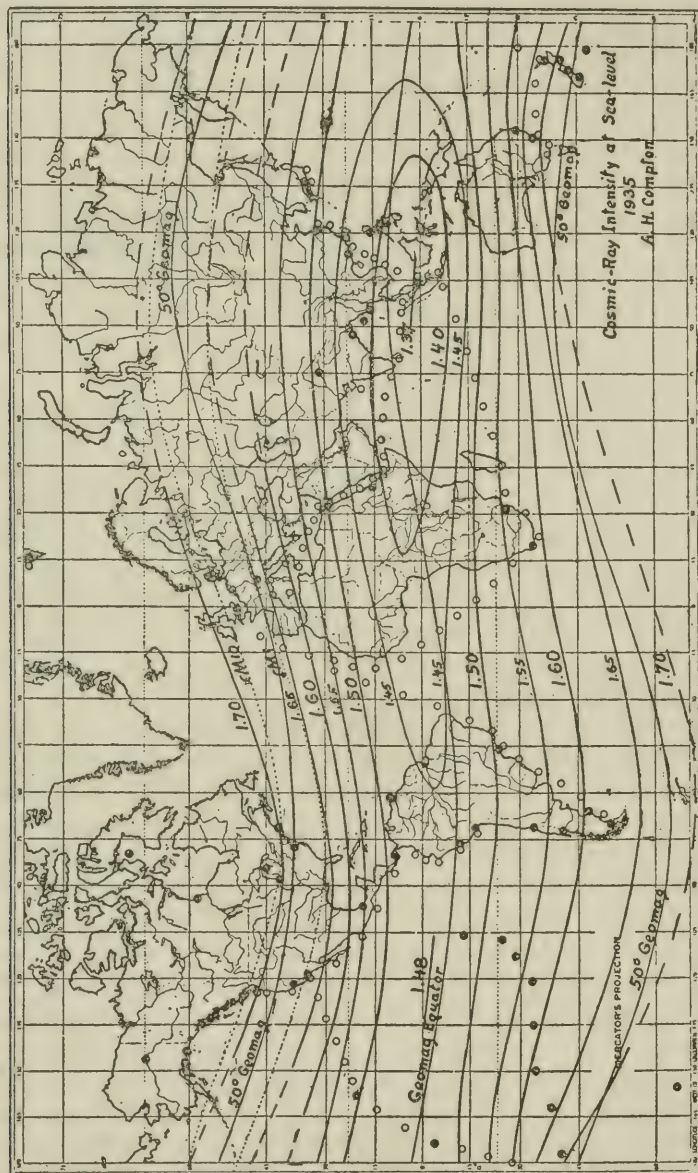 Cosmic-Ray Intensity at Sea-level
1935
A. H. Compton
50° Geomag
50° Geomag
50° Geomag
50° Geomag
Geomag Equator
1.48
MERCATOR'S PROJECTION
1.70
1.65
1.60
1.55
1.50
1.45
1.45
1.50
1.55
1.60
1.65
1.70
1.37
1.40
1.45